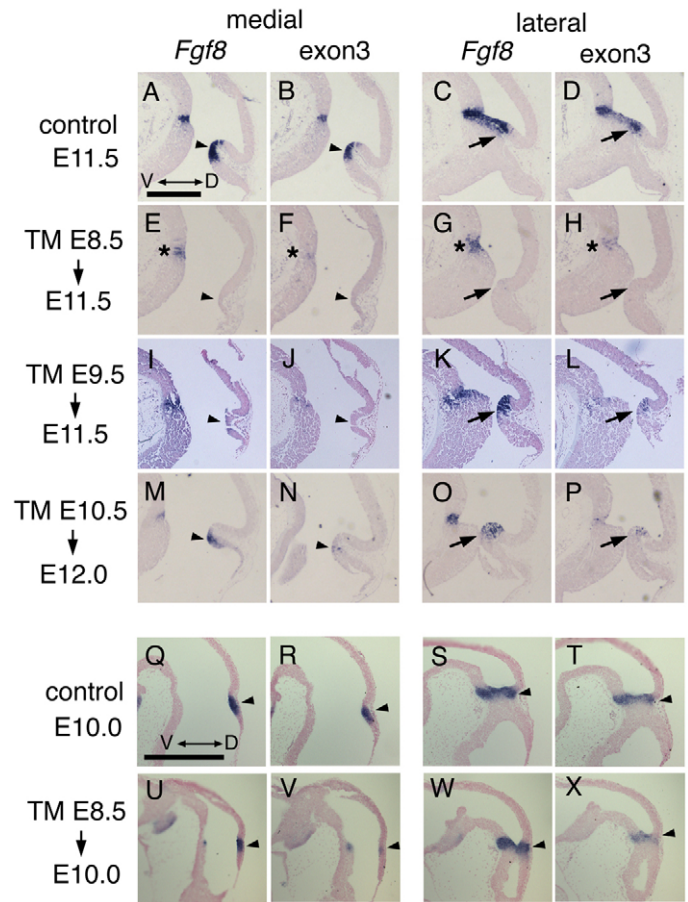 medial lateral
Fgf8 exon3 Fgf8 exon3
control
E11.5
A B C D
V D
TM E8.5
E11.5
E F G H
* * * *
TM E9.5
E11.5
I J K L
TM E10.5
E12.0
M N O P
control
E10.0
Q R S T
V D
TM E8.5
E10.0
U V W X